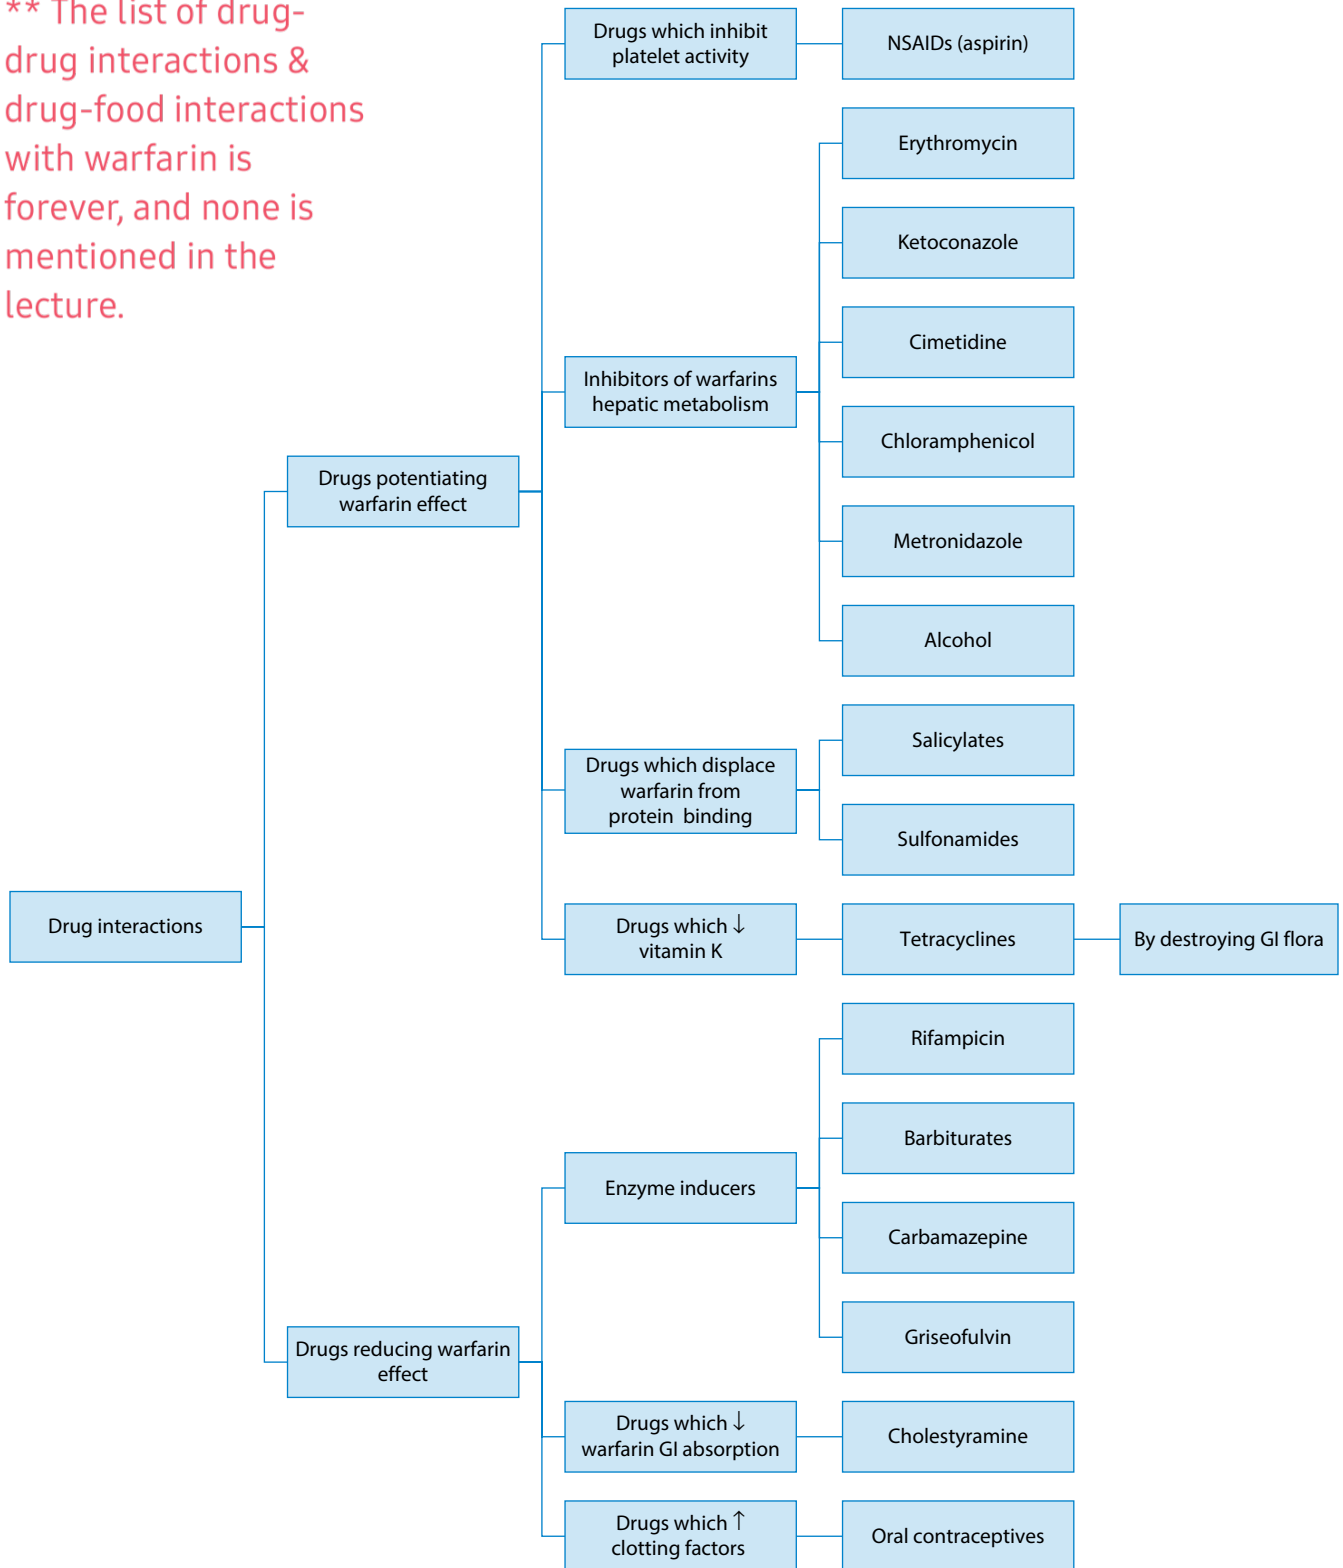 ** The list of drug-
drug interactions &
drug-food interactions
with warfarin is
forever, and none is
mentioned in the
lecture.
Drug interactions
Drugs potentiating
warfarin effect
Drugs which inhibit
platelet activity
NSAIDs (aspirin)
Inhibitors of warfarins
hepatic metabolism
Erythromycin
Ketoconazole
Cimetidine
Chloramphenicol
Metronidazole
Alcohol
Drugs which displace
warfarin from
protein binding
Salicylates
Sulfonamides
Drugs which ↓
vitamin K
Tetracyclines
By destroying GI flora
Drugs reducing warfarin
effect
Enzyme inducers
Rifampicin
Barbiturates
Carbamazepine
Griseofulvin
Drugs which ↓
warfarin GI absorption
Cholestyramine
Drugs which ↑
clotting factors
Oral contraceptives